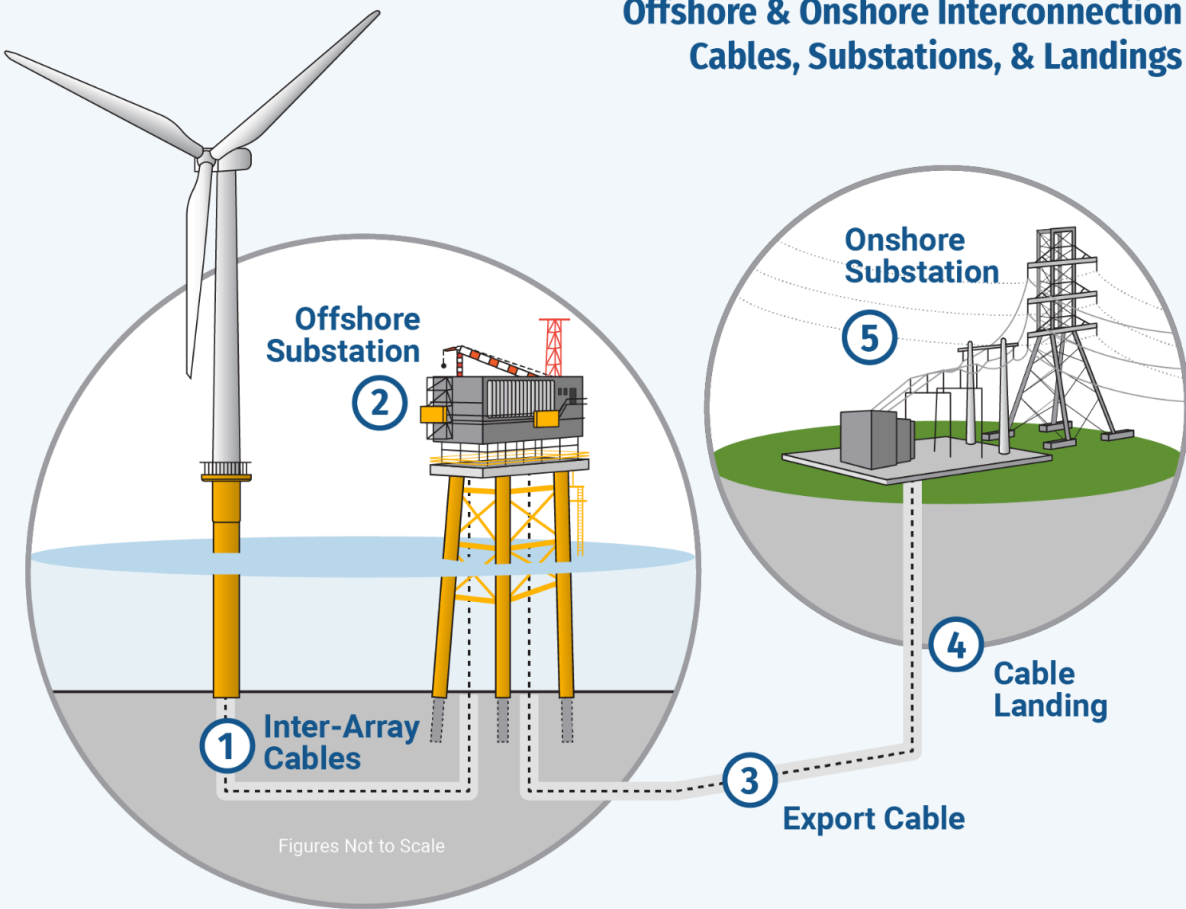 Offshore & Onshore Interconnection
Cables, Substations, & Landings
Onshore
Substation
5
Offshore
Substation
2
4
Cable
Landing
1
Inter-Array
Cables
3
Export Cable
Figures Not to Scale